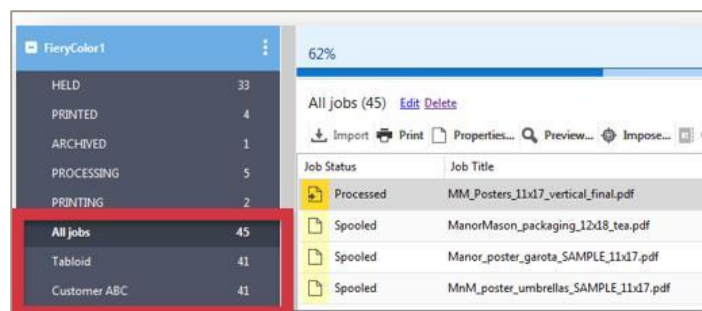 FieryColor1
HELD 33
PRINTED 4
ARCHIVED 1
PROCESSING 5
PRINTING 2
All jobs 45
Tabloid 41
Customer ABC 41
62%
All jobs (45) Edit Delete
Import Print Properties... Preview... Impose...
Job Status Job Title
Processed MM_Posters_11x17_vertical_final.pdf
Spooled ManorMason_packaging_12x18_tea.pdf
Spooled Manor_poster_garota_SAMPLE_11x17.pdf
Spooled MnM_poster_umbrellas_SAMPLE_11x17.pdf